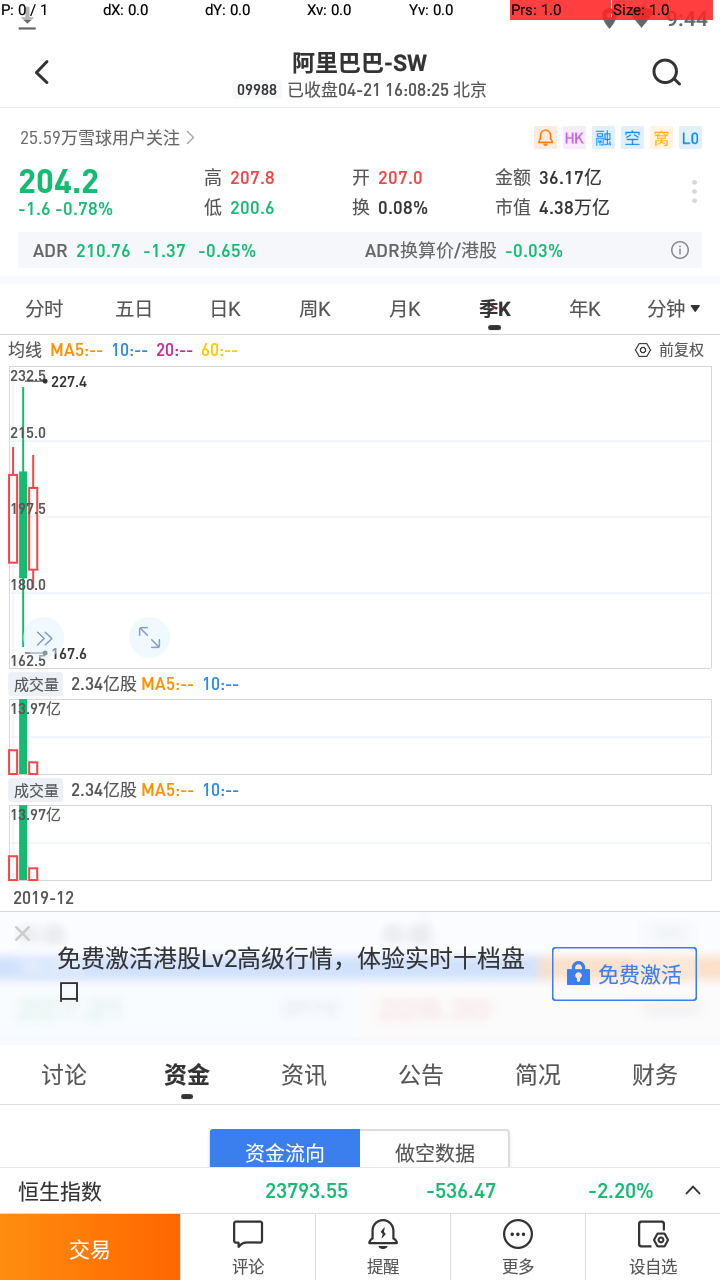 P: 0 / 1 dX: 0.0 dY: 0.0 Xv: 0.0 Yv: 0.0 Prs: 1.0 Size: 1.0
9:44
阿里巴巴-SW
09988 已收盘04-21 16:08:25 北京
25.59万雪球用户关注 HK 融 空 窝 L0
204.2 高 207.8 开 207.0 金额 36.17亿
-1.6 -0.78% 低 200.6 换 0.08% 市值 4.38万亿
ADR 210.76 -1.37 -0.65% ADR换算价/港股 -0.03%
分时 五日 日K 周K 月K 季K 年K 分钟
均线 MA5:-- 10:-- 20:-- 60:-- 前复权
232.5 227.4
215.0
197.5
180.0
162.5 167.6
成交量 2.34亿股 MA5:-- 10:--
13.97亿
成交量 2.34亿股 MA5:-- 10:--
13.97亿
2019-12
免费激活港股Lv2高级行情，体验实时十档盘
口
免费激活
讨论 资金 资讯 公告 简况 财务
资金流向 做空数据
恒生指数 23793.55 -536.47 -2.20%
交易 评论 提醒 更多 设自选